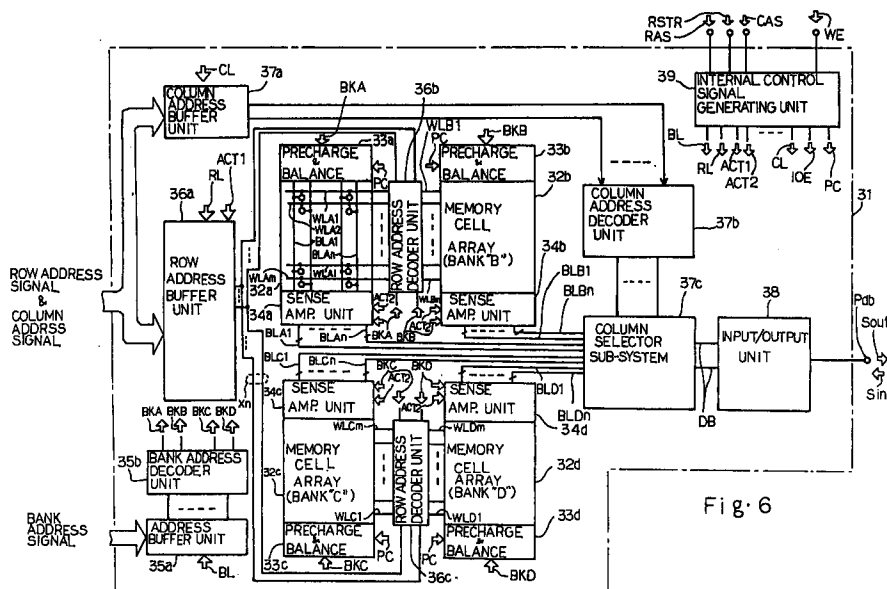 RSTR
RAS
CAS
WE
39
INTERNAL CONTROL
SIGNAL
GENERATING UNIT
BL
RL
ACT1
ACT2
CL
IOE
PC
31
CL
37a
COLUMN
ADDRESS
BUFFER
UNIT
RL
ACT1
36a
ROW
ADDRESS
BUFFER
UNIT
ROW ADDRESS
SIGNAL
&
COLUMN
ADDRSS
SIGNAL
BKA
33a
PRECHARGE
&
BALANCE
PC
36b
ROW ADDRESS
DECODER UNIT
WLB1
PC
BKB
PRECHARGE
&
BALANCE
33b
32b
MEMORY
CELL
ARRAY
(BANK "B")
34b
SENSE
AMP. UNIT
WLA1
WLA2
BLA1
BLAn
WLAm
WLAi
32a
SENSE
AMP. UNIT
34a
WLBm
ACT2
BKA
BKB
ACT2
BLA1
BLAn
BLBn
BLB1
COLUMN
ADDRESS
DECODER
UNIT
37b
37c
COLUMN
SELECTOR
SUB-SYSTEM
38
INPUT/OUTPUT
UNIT
DB
Pdb
Sout
Sin
Xn
BLC1
BLCn
BKC
ACT2
BKD
BLD1
BLDn
34c
SENSE
AMP. UNIT
ACT2
SENSE
AMP. UNIT
34d
WLCm
WLDm
MEMORY
CELL
ARRAY
(BANK "C")
32c
ROW ADDRESS
DECODER UNIT
MEMORY
CELL
ARRAY
(BANK "D")
32d
WLC1
WLD1
PRECHARGE
&
BALANCE
33c
PC
BKC
36c
PC
PRECHARGE
&
BALANCE
33d
BKD
BKA
BKB
BKC
BKD
35b
BANK ADDRESS
DECODER
UNIT
BANK
ADDRESS
SIGNAL
ADDRESS
BUFFER UNIT
35a
BL
Fig. 6